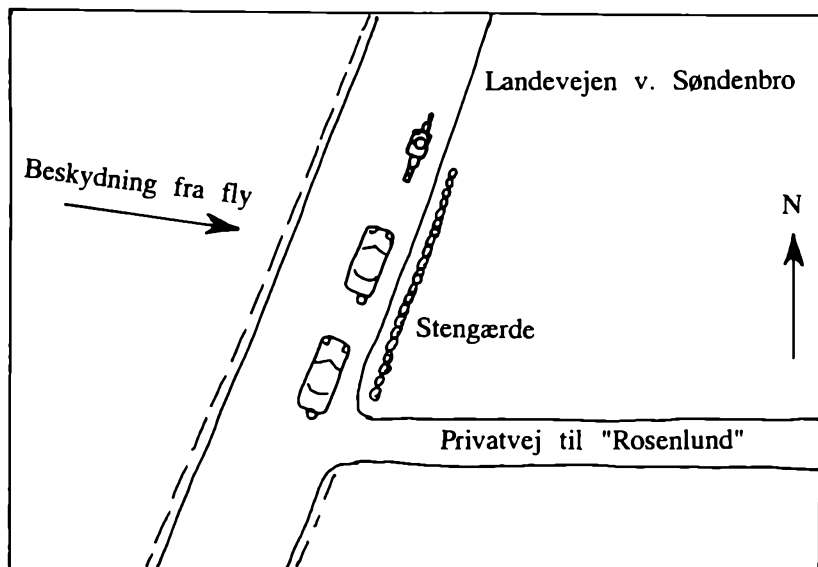 Landevejen v. Søndenbro
Beskydning fra fly
N
Stengærde
Privatvej til "Rosenlund"